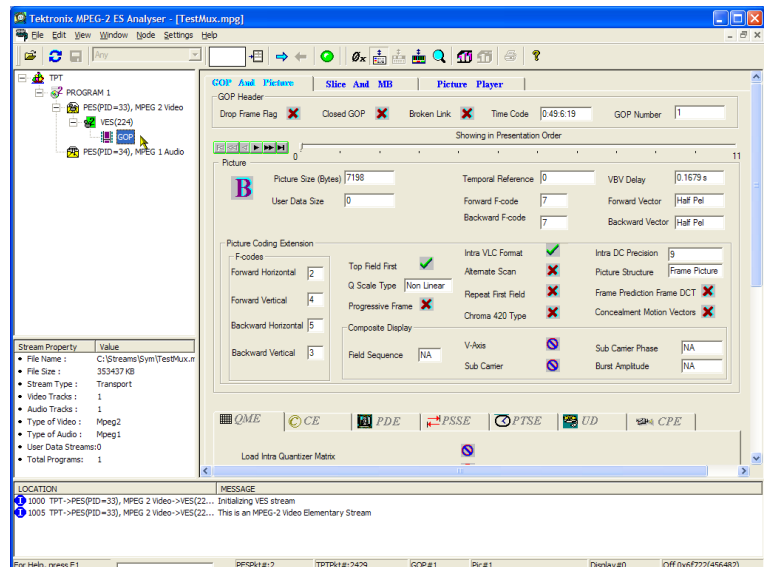 Tektronix MPEG-2 ES Analyser - [TestMux.mpg]
File Edit View Window Node Settings Help
Any
TPT
PROGRAM 1
PES(PID=33), MPEG 2 Video
VES(224)
GOP
PES(PID=34), MPEG 1 Audio
GOP And Picture Slice And MB Picture Player
GOP Header
Drop Frame Flag Closed GOP Broken Link Time Code 0:49:6:19 GOP Number 1
Showing in Presentation Order
0 11
Picture
B
Picture Size (Bytes) 7198 Temporal Reference 0 VBV Delay 0.1679 s
User Data Size 0 Forward F-code 7 Forward Vector Half Pel
Backward F-code 7 Backward Vector Half Pel
Picture Coding Extension
F-codes
Forward Horizontal 2
Forward Vertical 4
Backward Horizontal 5
Backward Vertical 3
Top Field First
Q Scale Type Non Linear
Progressive Frame
Intra VLC Format
Alternate Scan
Repeat First Field
Chroma 420 Type
Intra DC Precision 9
Picture Structure Frame Picture
Frame Prediction Frame DCT
Concealment Motion Vectors
Composite Display
Field Sequence NA
V-Axis
Sub Carrier
Sub Carrier Phase NA
Burst Amplitude NA
QME CE PDE PSSE PTSE UD CPE
Load Intra Quantizer Matrix
Stream Property Value
File Name : C:\Streams\Sym\TestMux.m
File Size : 353437 KB
Stream Type : Transport
Video Tracks : 1
Audio Tracks : 1
Type of Video : Mpeg2
Type of Audio : Mpeg1
User Data Streams:0
Total Programs: 1
LOCATION MESSAGE
1000 TPT->PES(PID=33), MPEG 2 Video->VES(22... Initializing VES stream
1005 TPT->PES(PID=33), MPEG 2 Video->VES(22... This is an MPEG-2 Video Elementary Stream
For Help, press F1 PESPkt#:2 TPTPkt#:2429 GOP#1 Pic#1 Display#0 Off 0x6f722(456482)